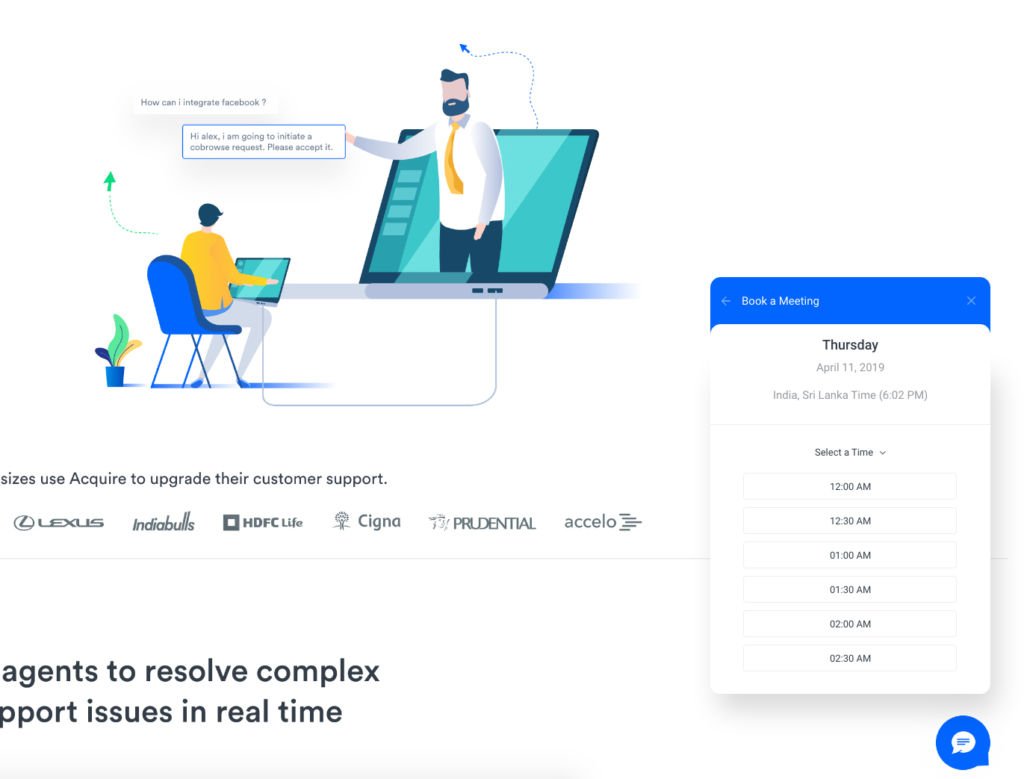 How can i integrate facebook ?
Hi alex, i am going to initiate a
cobrowse request. Please accept it.
Book a Meeting
Thursday
April 11, 2019
India, Sri Lanka Time (6:02 PM)
Select a Time
12:00 AM
12:30 AM
01:00 AM
01:30 AM
02:00 AM
02:30 AM
sizes use Acquire to upgrade their customer support.
LEXUS Indiabulls HDFC Life Cigna PRUDENTIAL accelo
agents to resolve complex
pport issues in real time